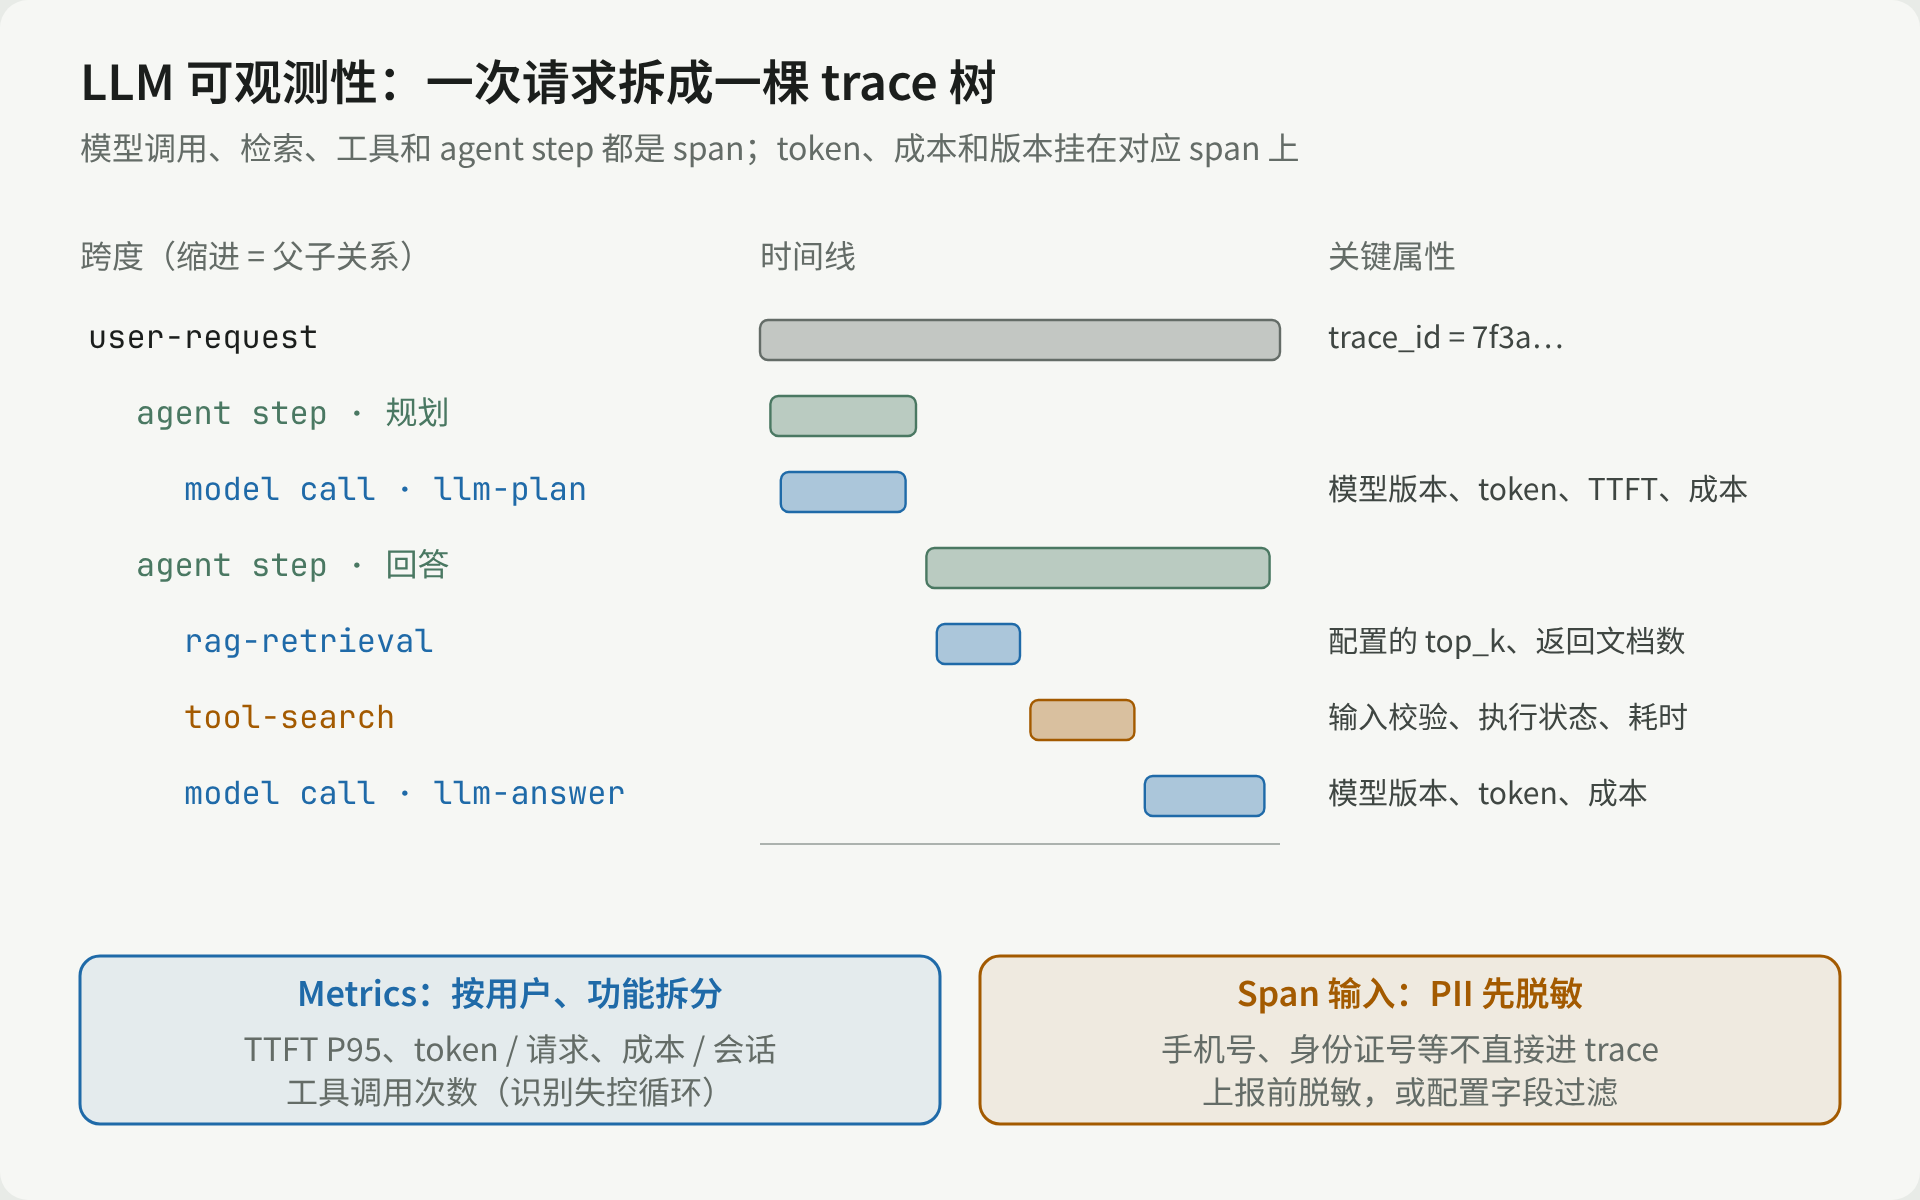 LLM 可观测性：一次请求拆成一棵 trace 树
模型调用、检索、工具和 agent step 都是 span；token、成本和版本挂在对应 span 上
跨度（缩进 = 父子关系）
时间线
关键属性
user-request
trace_id = 7f3a…
agent step · 规划
model call · llm-plan
模型版本、token、TTFT、成本
agent step · 回答
rag-retrieval
配置的 top_k、返回文档数
tool-search
输入校验、执行状态、耗时
model call · llm-answer
模型版本、token、成本
Metrics：按用户、功能拆分
TTFT P95、token / 请求、成本 / 会话
工具调用次数（识别失控循环）
Span 输入：PII 先脱敏
手机号、身份证号等不直接进 trace
上报前脱敏，或配置字段过滤